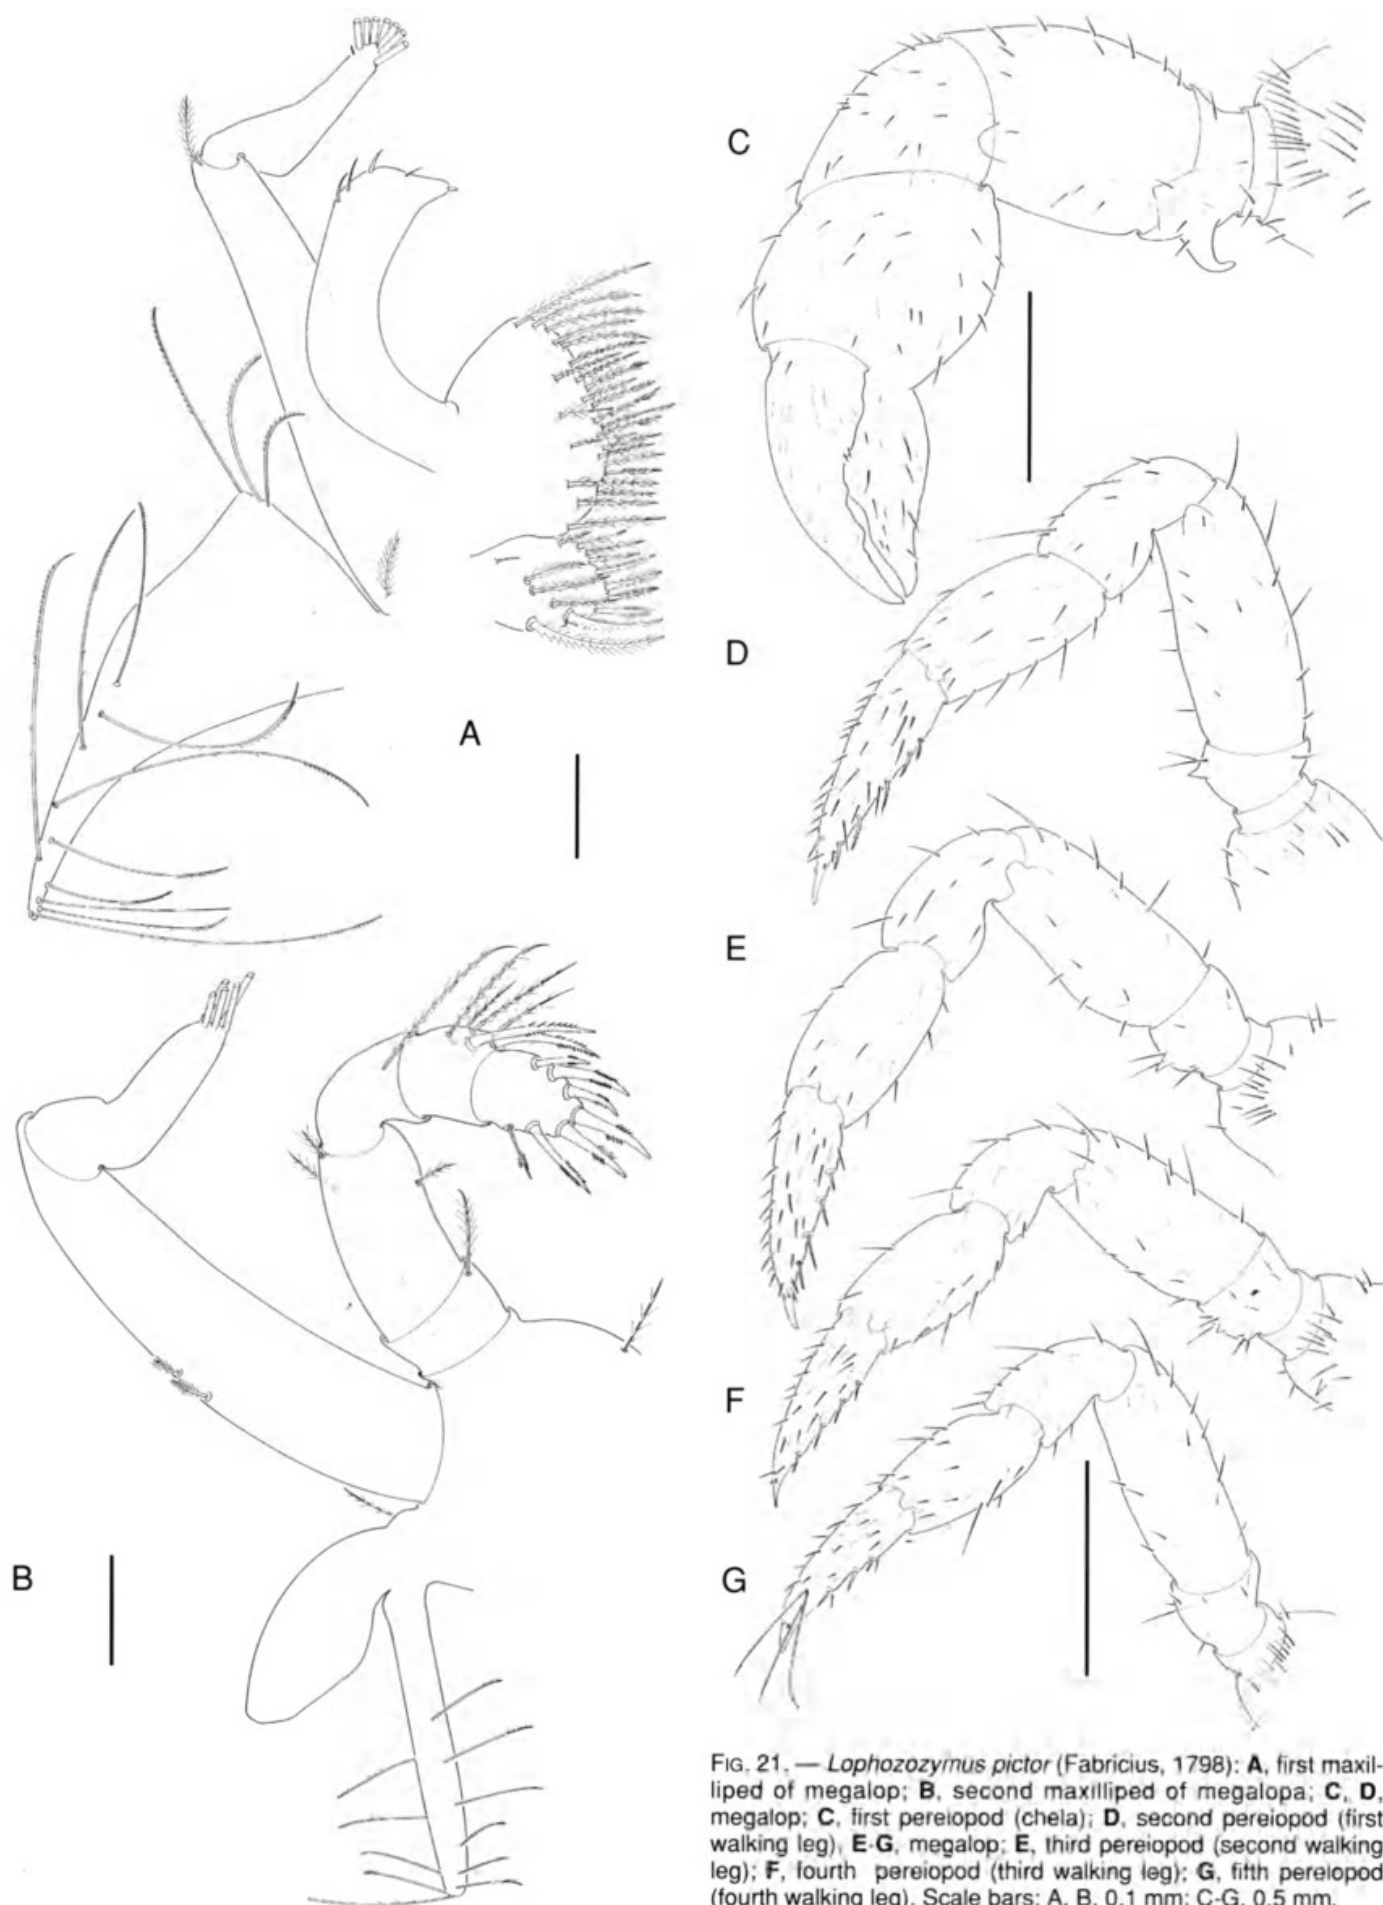 C
D
A
E
F
B
G
FIG. 21. — Lophozozymus pictor (Fabricius, 1798): A, first maxil-
liped of megalop; B, second maxilliped of megalopa; C, D,
megalop; C, first pereiopod (chela); D, second pereiopod (first
walking leg), E-G, megalop; E, third pereiopod (second walking
leg); F, fourth pereiopod (third walking leg); G, fifth pereiopod
(fourth walking leg). Scale bars: A, B, 0.1 mm; C-G, 0.5 mm.